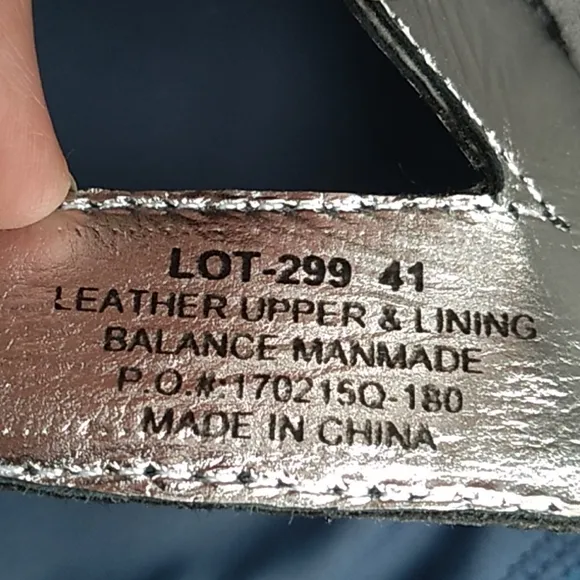 LOT-299 41
LEATHER UPPER & LINING
BALANCE MANMADE
P.O.#:170215Q-180
MADE IN CHINA